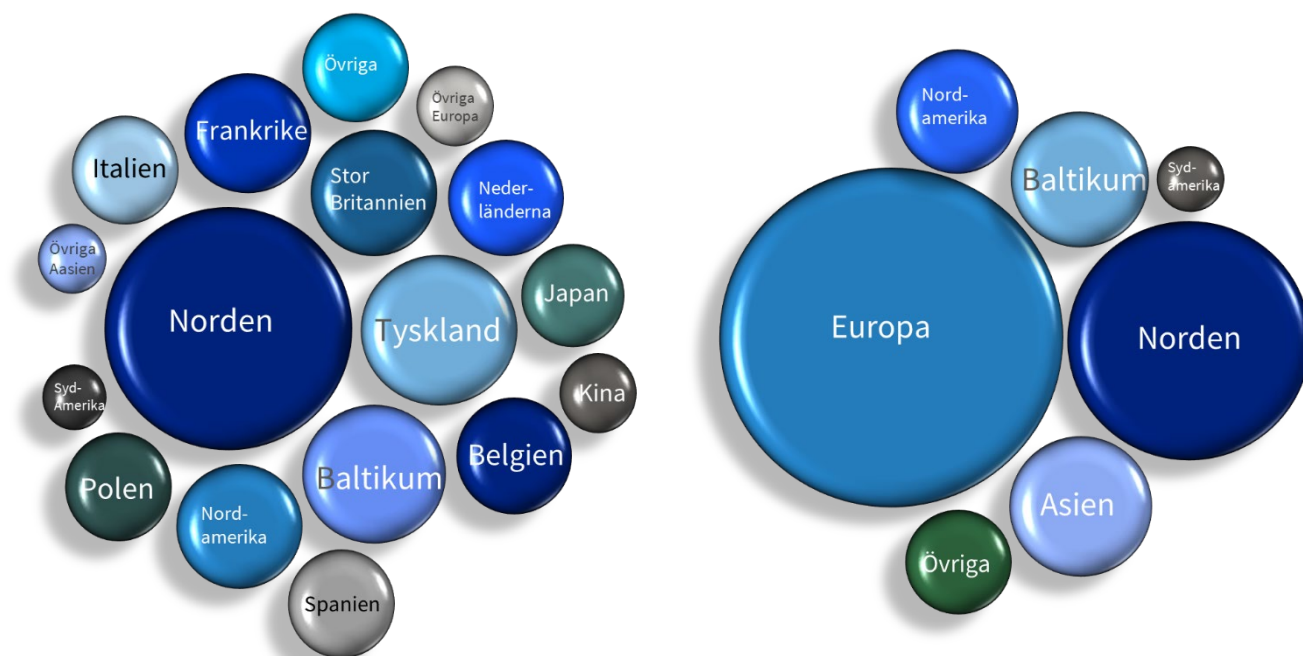 Övriga
Övriga
Europa
Frankrike
Italien
Stor
Britannien
Neder-
länderna
Övriga
Aasien
Norden
Tyskland
Japan
Syd-
Amerika
Kina
Polen
Nord-
amerika
Baltikum
Belgien
Spanien
Nord-
amerika
Baltikum
Syd-
amerika
Europa
Norden
Asien
Övriga